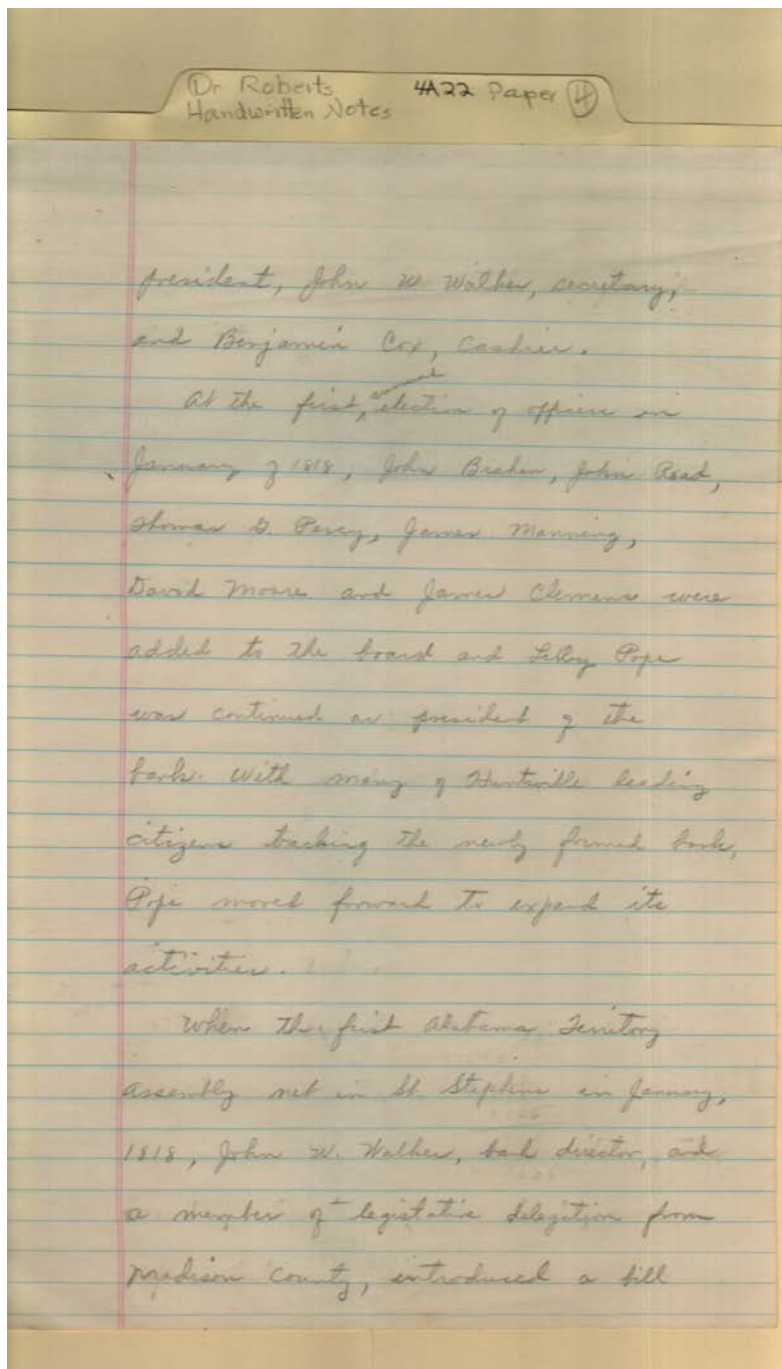 Dr Roberts 4A22 Paper 4
Handwritten Notes
president, John W. Walker, secretary,
and Benjamin Cox, Cashier.
annual
At the first, election of officers in
January of 1818, John Brahan, John Read,
Thomas G. Percy, James Manning,
David Moore and James Clemens were
added to the board and LeRoy Pope
was continued as president of the
bank. With many of Huntsville leading
citizens backing the newly formed bank,
Pope moved forward to expand its
activities.
When the first Alabama Territory
assembly met in St Stephens in January,
1818, John W. Walker, bank director, and
a member of legislative delegation from
Madison County, introduced a bill